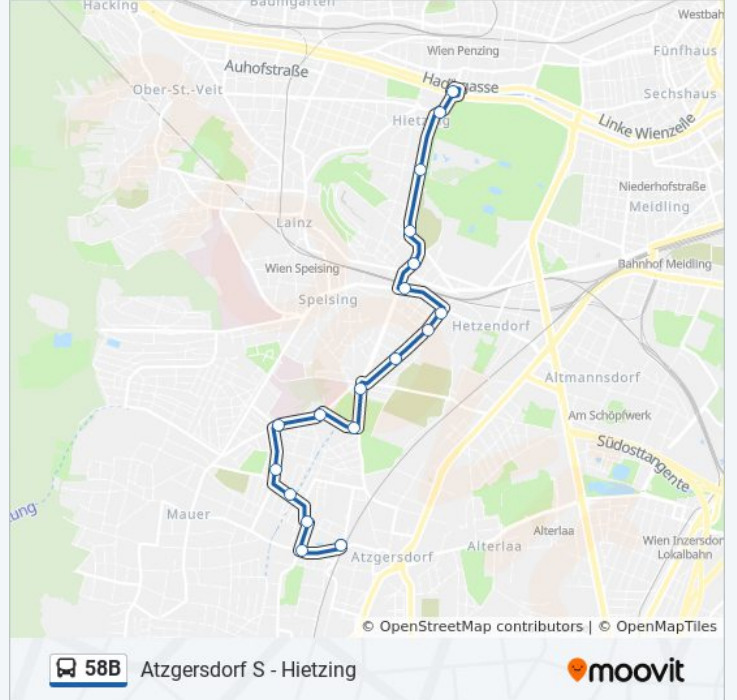 Hacking
Baumgarten
Westbah
Wien Penzing
Fünfhaus
Auhofstraße
Ober-St.-Veit
Sechshaus
Hietzing
Linke Wienzeile
Niederhofstraße
Meidling
Lainz
Wien Speising
Bahnhof Meidling
Speising
Hetzendorf
Altmannsdorf
Am Schöpfwerk
Südosttangente
ung
Mauer
Alterlaa
Alterlaa
Wien Inzersdor
Lokalbahn
Atzgersdorf
© OpenStreetMap contributors | © OpenMapTiles
58B Atzgersdorf S - Hietzing
moovit